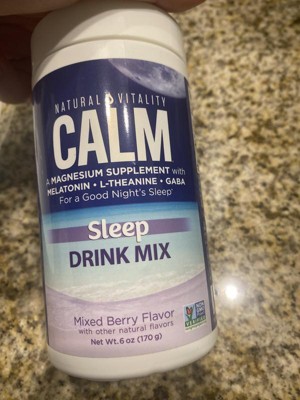 NATURAL VITALITY
CALM
A MAGNESIUM SUPPLEMENT with
MELATONIN • L-THEANINE • GABA
For a Good Night's Sleep
Sleep
DRINK MIX
Mixed Berry Flavor
with other natural flavors
Net Wt. 6 oz (170 g)